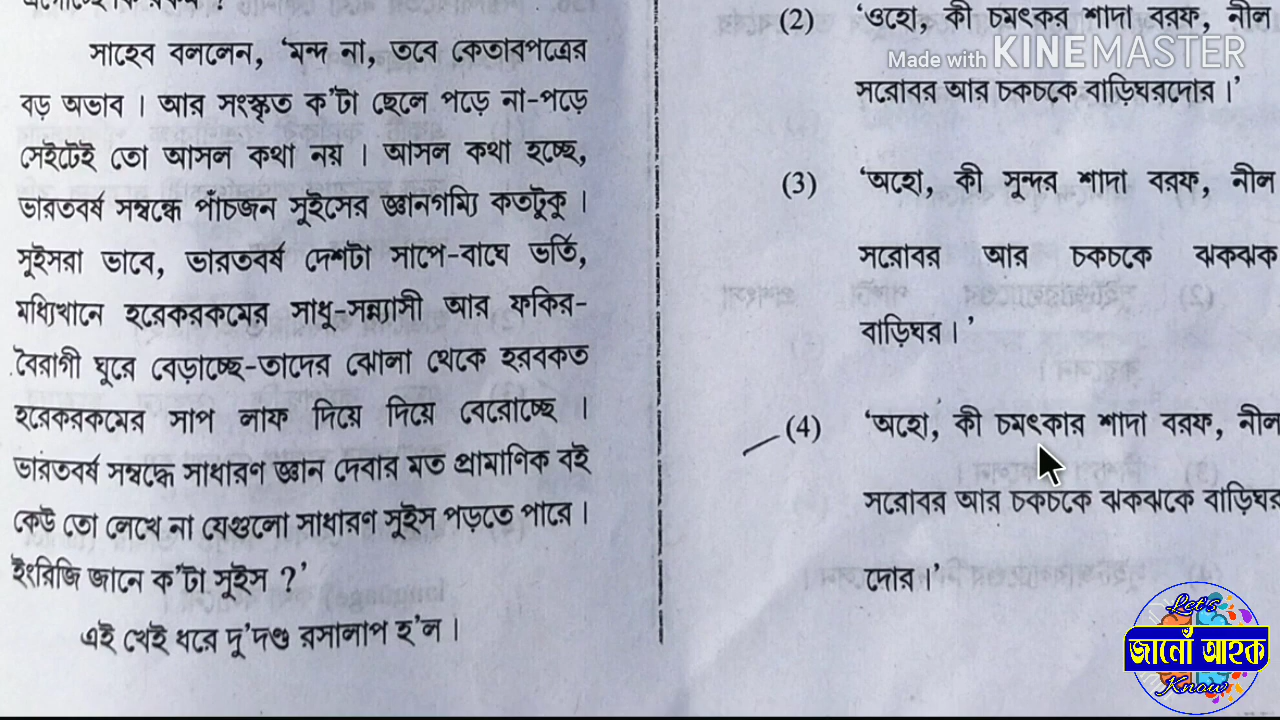 সাহেব বললেন, 'মন্দ না, তবে কেতাবপত্রের
বড় অভাব। আর সংস্কৃত ক'টা ছেলে পড়ে না-পড়ে
সেইটেই তো আসল কথা নয়। আসল কথা হচ্ছে,
ভারতবর্ষ সম্বন্ধে পাঁচজন সুইসের জ্ঞানগম্যি কতটুকু।
সুইসরা ভাবে, ভারতবর্ষ দেশটা সাপে-বাঘে ভর্তি,
মধ্যিখানে হরেকরকমের সাধু-সন্ন্যাসী আর ফকির-
বৈরাগী ঘুরে বেড়াচ্ছে-তাদের ঝোলা থেকে হরবকত
হরেকরকমের সাপ লাফ দিয়ে দিয়ে বেরোচ্ছে।
ভারতবর্ষ সম্বদ্ধে সাধারণ জ্ঞান দেবার মত প্রামাণিক বই
কেউ তো লেখে না যেগুলো সাধারণ সুইস পড়তে পারে।
ইংরিজি জানে ক'টা সুইস ?'
এই খেই ধরে দু'দণ্ড রসালাপ হ'ল।
(2) 'ওহো, কী চমৎকর শাদা বরফ, নীল
সরোবর আর চকচকে বাড়িঘরদোর।'
(3) 'অহো, কী সুন্দর শাদা বরফ, নীল
সরোবর আর চকচকে ঝকঝক
বাড়িঘর।'
(4) 'অহো, কী চমৎকার শাদা বরফ, নীল
সরোবর আর চকচকে ঝকঝকে বাড়িঘর
দোর।'
Made with KINEMASTER
Let's
জানোঁ আহক
Know